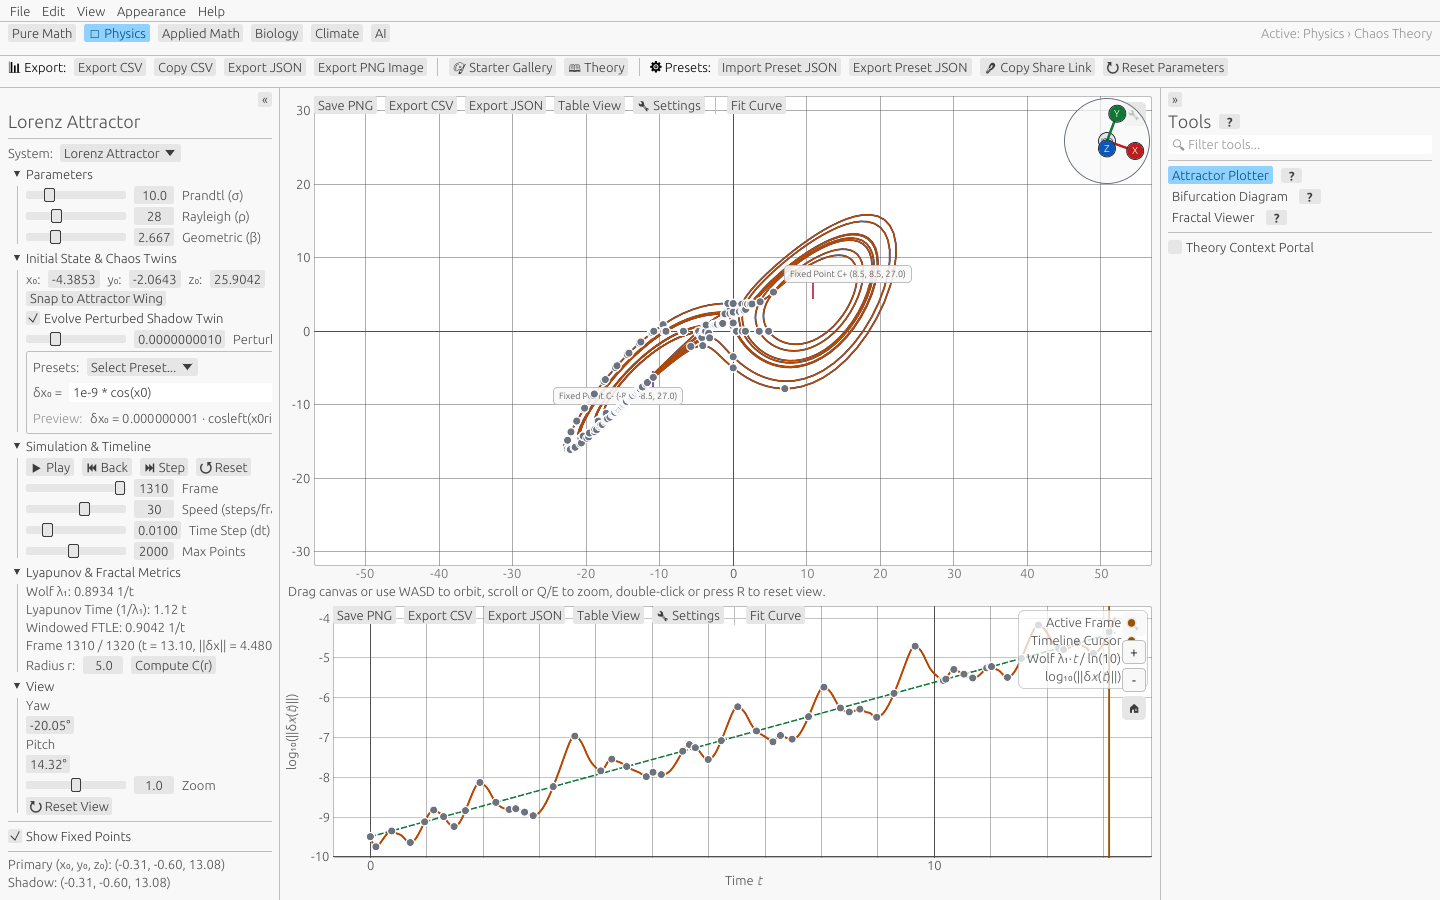 File Edit View Appearance Help
Pure Math Physics Applied Math Biology Climate AI Active: Physics › Chaos Theory
Export: Export CSV Copy CSV Export JSON Export PNG Image Starter Gallery Theory Presets: Import Preset JSON Export Preset JSON Copy Share Link Reset Parameters
«
Lorenz Attractor
System: Lorenz Attractor
Parameters
10.0 Prandtl (σ)
28 Rayleigh (ρ)
2.667 Geometric (β)
Initial State & Chaos Twins
x₀: -4.3853 y₀: -2.0643 z₀: 25.9042
Snap to Attractor Wing
Evolve Perturbed Shadow Twin
0.0000000010 Perturl
Presets: Select Preset...
δx₀ = 1e-9 * cos(x0)
Preview: δx₀ = 0.000000001 · cosleft(x0ri
Simulation & Timeline
Play Back Step Reset
1310 Frame
30 Speed (steps/fra
0.0100 Time Step (dt)
2000 Max Points
Lyapunov & Fractal Metrics
Wolf λ₁: 0.8934 1/t
Lyapunov Time (1/λ₁): 1.12 t
Windowed FTLE: 0.9042 1/t
Frame 1310 / 1320 (t = 13.10, ||δx|| = 4.480
Radius r: 5.0 Compute C(r)
View
Yaw
-20.05°
Pitch
14.32°
1.0 Zoom
Reset View
Show Fixed Points
Primary (x₀, y₀, z₀): (-0.31, -0.60, 13.08)
Shadow: (-0.31, -0.60, 13.08)
Save PNG Export CSV Export JSON Table View Settings Fit Curve
30
20
10
0
-10
-20
-30
-50 -40 -30 -20 -10 0 10 20 30 40 50
Y
Z
X
Fixed Point C+ (8.5, 8.5, 27.0)
Drag canvas or use WASD to orbit, scroll or Q/E to zoom, double-click or press R to reset view.
Save PNG Export CSV Export JSON Table View Settings Fit Curve
-4
-5
-6
-7
-8
-9
-10
log₁₀(||δx(t)||)
0 10
Time t
Active Frame
Timeline Cursor
Wolf λ₁·t / ln(10)
log₁₀(||δx(t)||)
+
-
»
Tools ?
Filter tools...
Attractor Plotter ?
Bifurcation Diagram ?
Fractal Viewer ?
Theory Context Portal